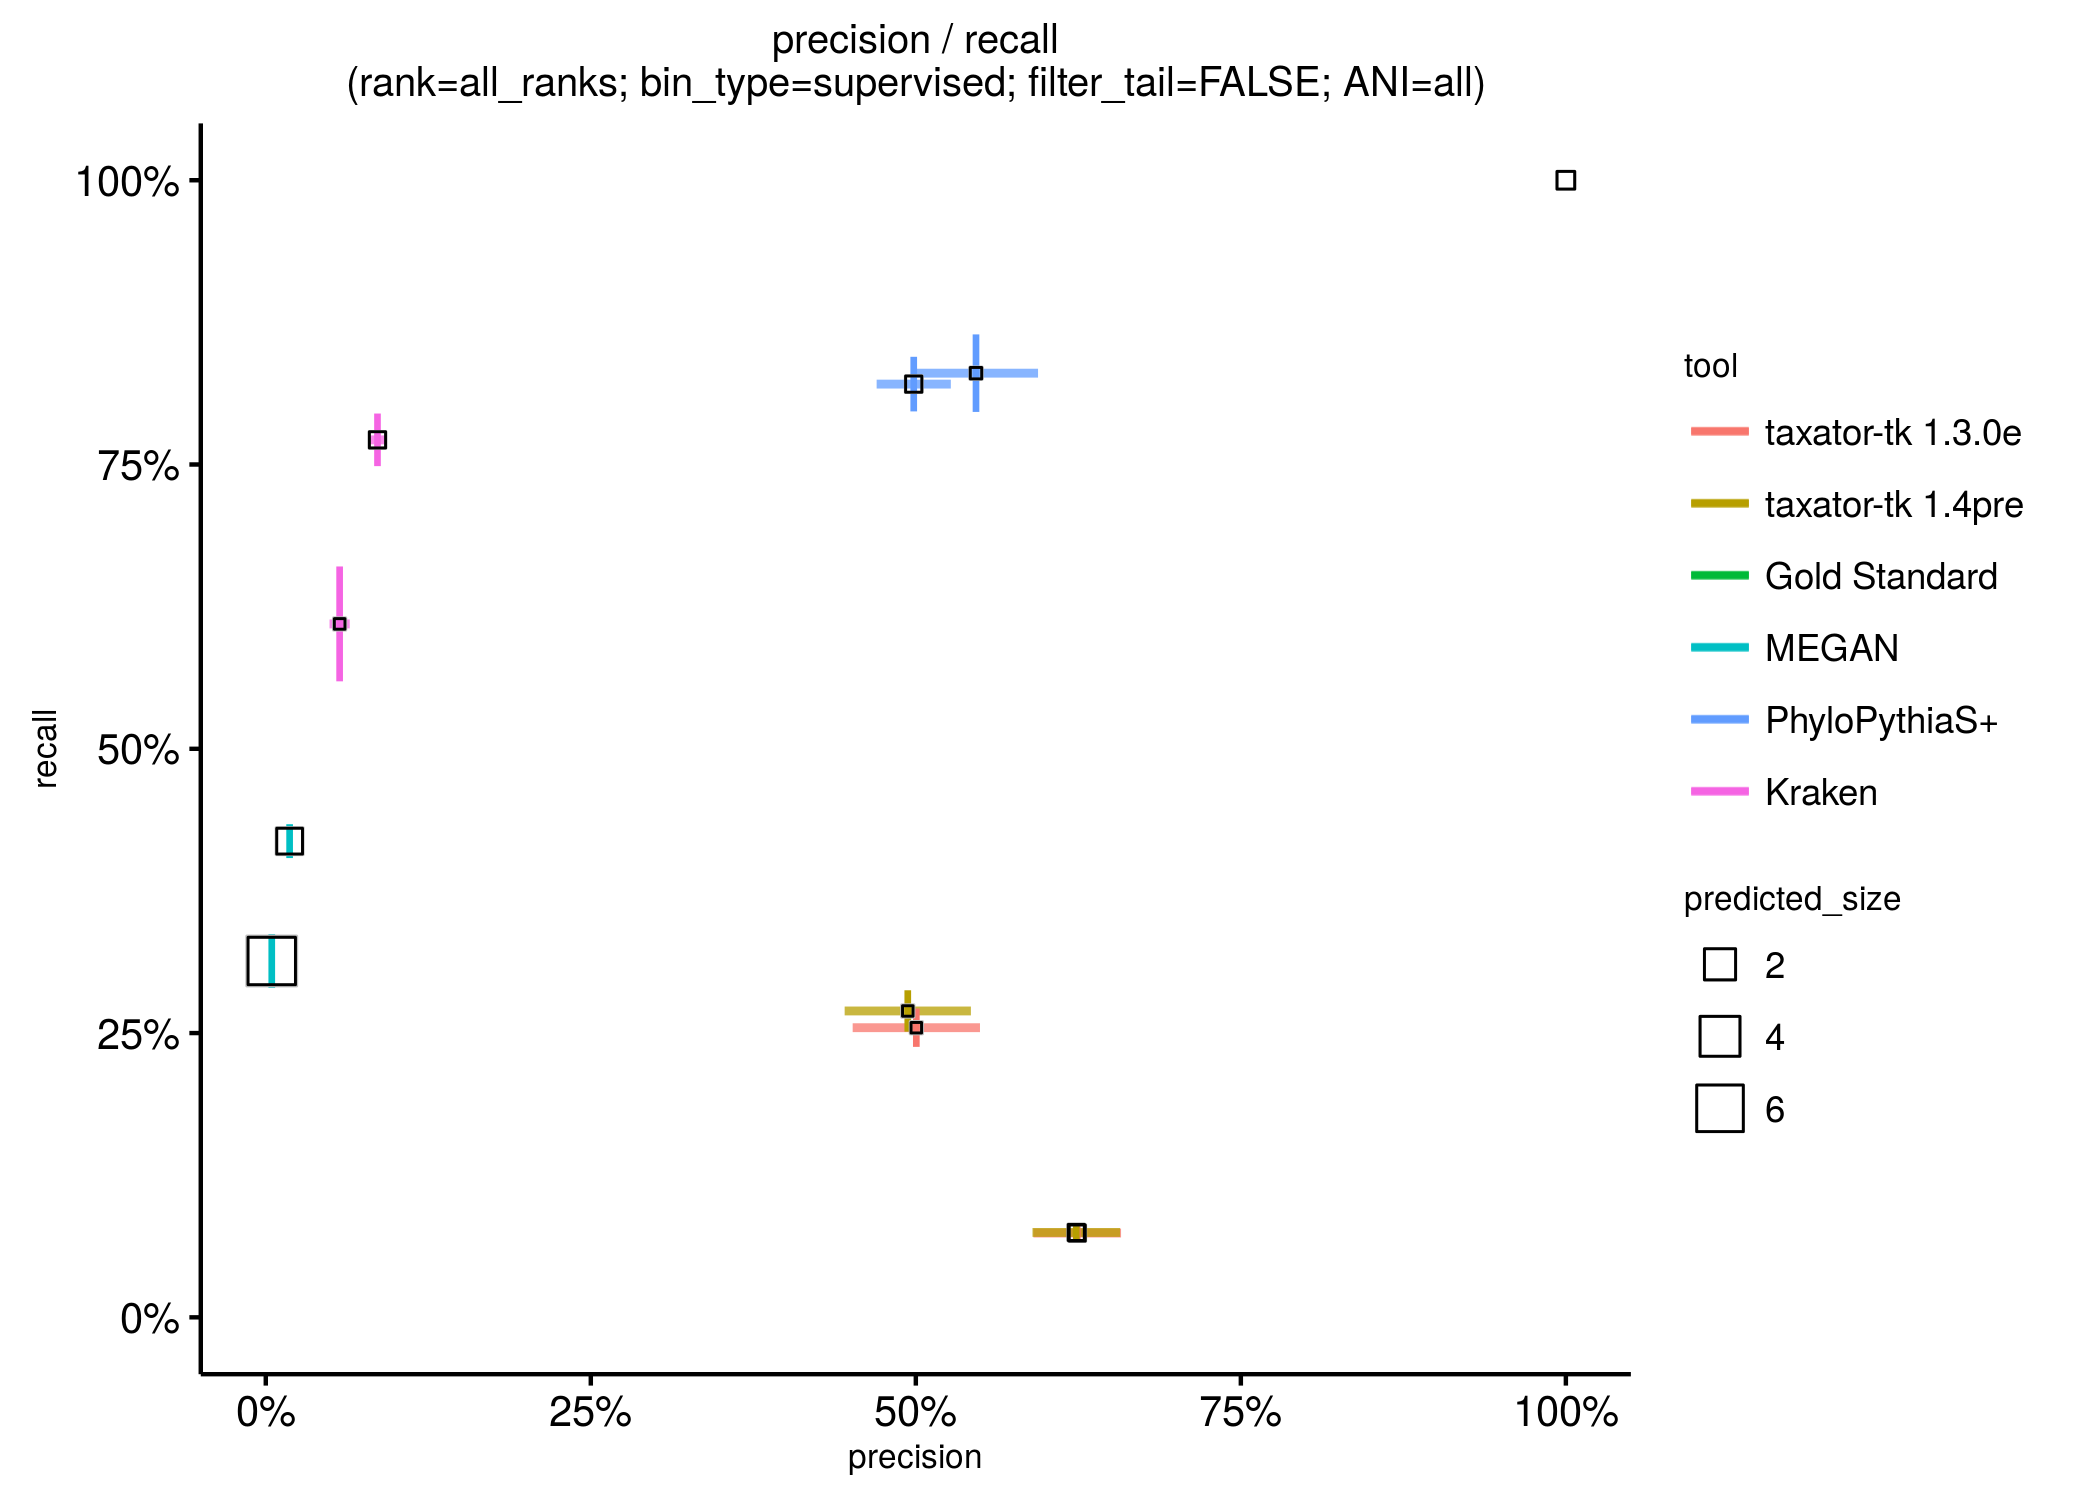 precision / recall
(rank=all_ranks; bin_type=supervised; filter_tail=FALSE; ANI=all)
100%
75%
50%
25%
0%
recall
0%
25%
50%
75%
100%
precision
tool
taxator-tk 1.3.0e
taxator-tk 1.4pre
Gold Standard
MEGAN
PhyloPythiaS+
Kraken
predicted_size
2
4
6